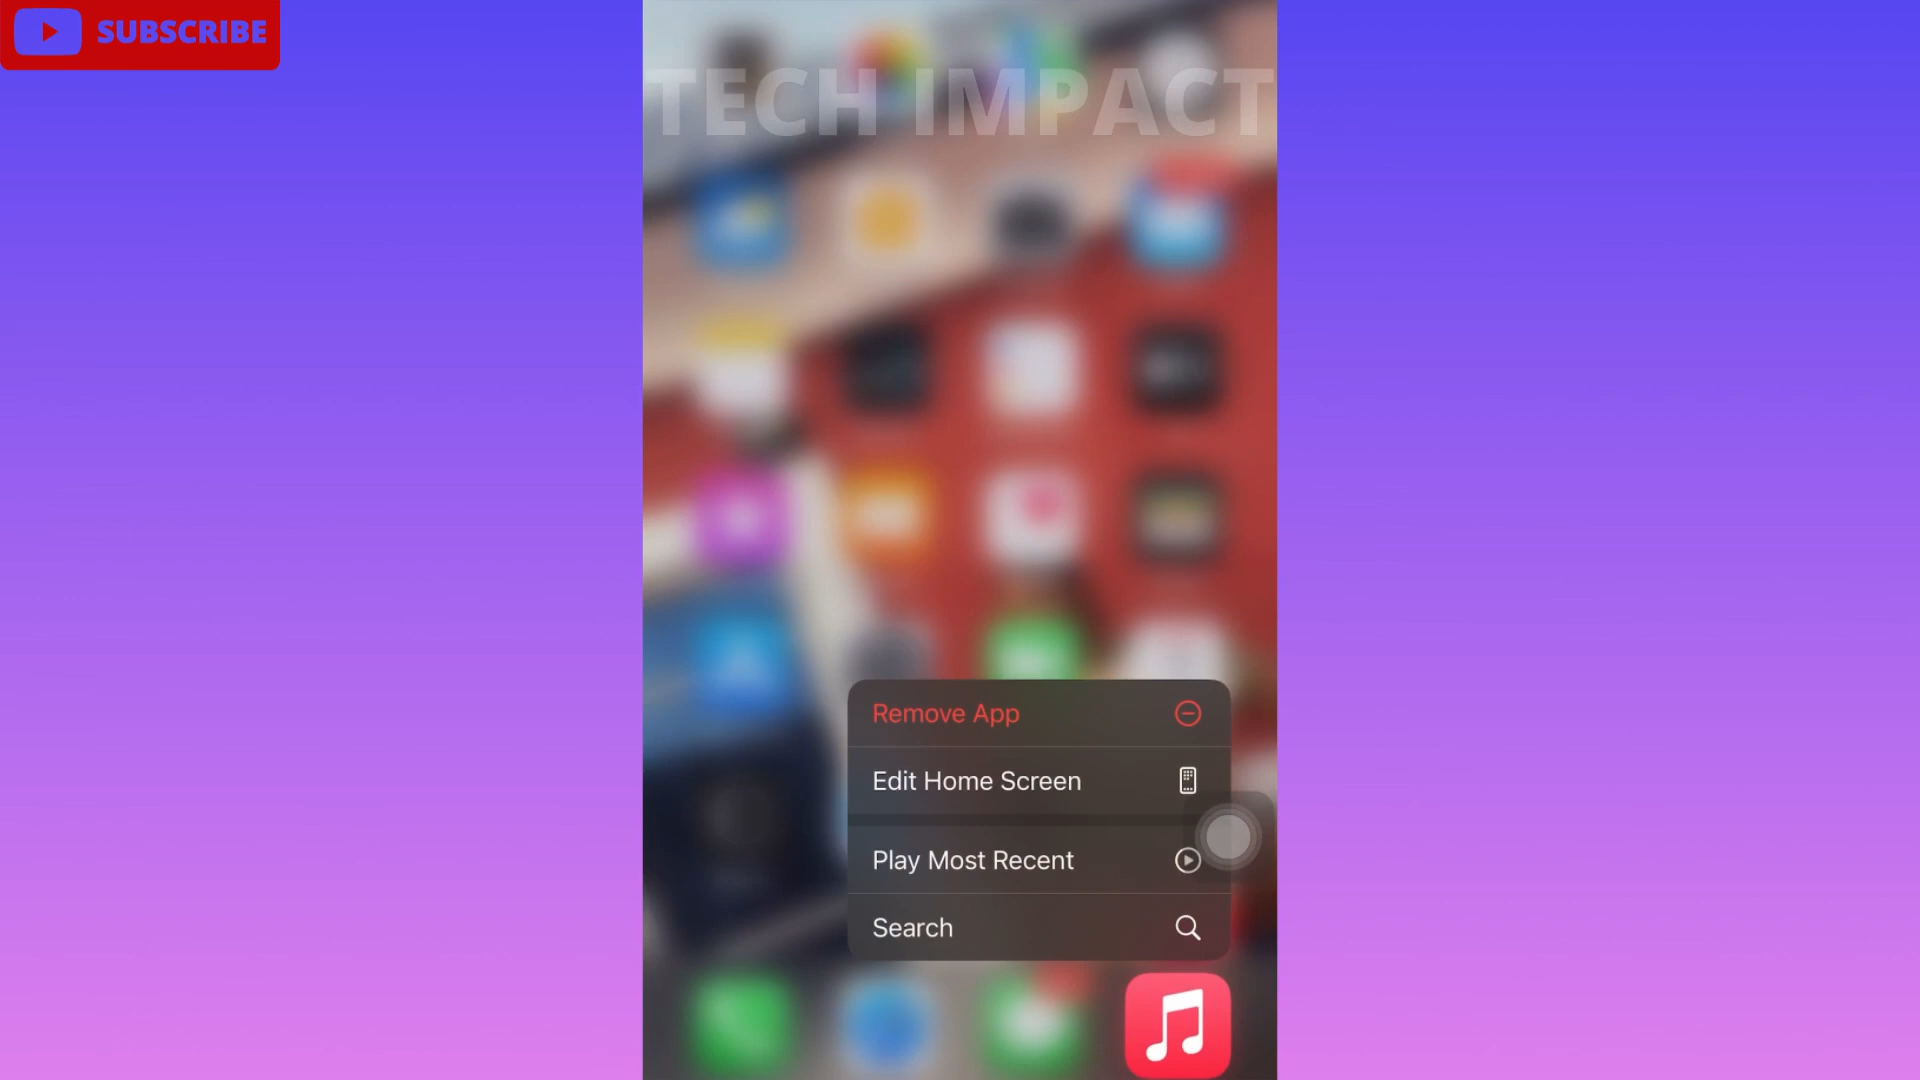 SUBSCRIBE
TECH IMPACT
Remove App
Edit Home Screen
Play Most Recent
Search